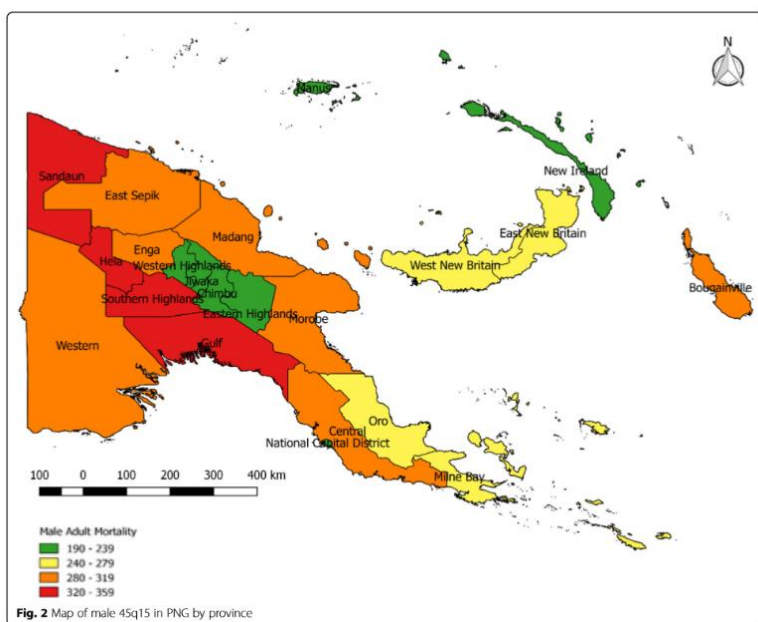 N
Manus
New Ireland
Sandaun
East Sepik
East New Britain
Madang
Enga
Hela
Western Highlands
West New Britain
Jiwaka
Bougainville
Chimbu
Southern Highlands
Eastern Highlands
Morobe
Western
Gulf
Oro
Central
National Capital District
Milne Bay
100 0 100 200 300 400 km
Male Adult Mortality
190 - 239
240 - 279
280 - 319
320 - 359
Fig. 2 Map of male 45q15 in PNG by province